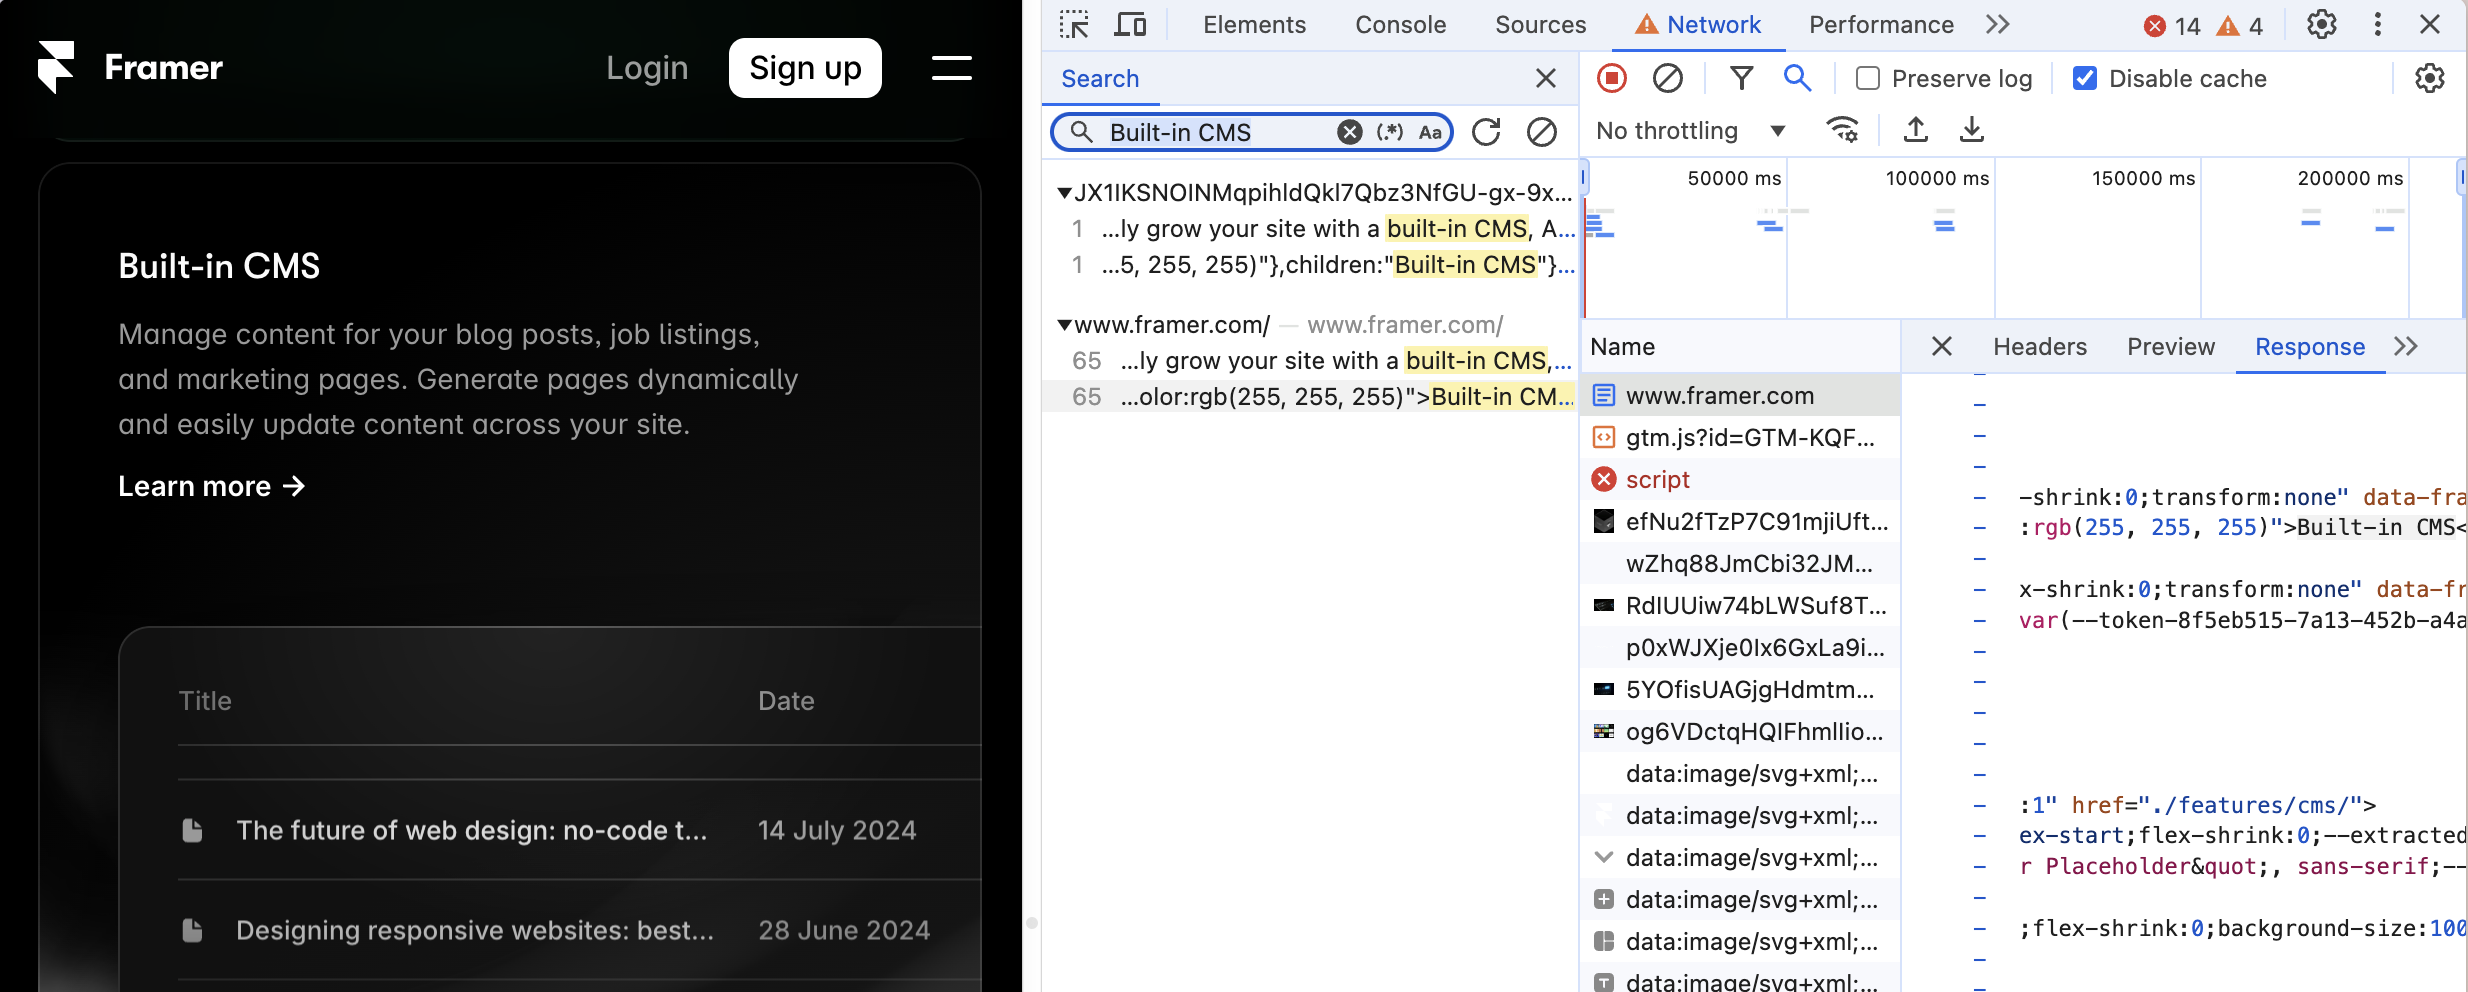 Framer
Login
Sign up
Built-in CMS
Manage content for your blog posts, job listings,
and marketing pages. Generate pages dynamically
and easily update content across your site.
Learn more →
Title
Date
The future of web design: no-code t...
14 July 2024
Designing responsive websites: best...
28 June 2024
Elements
Console
Sources
Network
Performance
14
4
Search
Built-in CMS
(.*)
Aa
JX1IKSNOINMqpihldQkl7Qbz3NfGU-gx-9x...
1 ...ly grow your site with a built-in CMS, A...
1 ...5, 255, 255)"},children:"Built-in CMS"}...
www.framer.com/ — www.framer.com/
65 ...ly grow your site with a built-in CMS,...
65 ...olor:rgb(255, 255, 255)">Built-in CM...
Preserve log
Disable cache
No throttling
50000 ms
100000 ms
150000 ms
200000 ms
Name
www.framer.com
gtm.js?id=GTM-KQF...
script
efNu2fTzP7C91mjiUft...
wZhq88JmCbi32JM...
RdIUUiw74bLWSuf8T...
p0xWJXje0Ix6GxLa9i...
5YOfisUAGjgHdmtm...
og6VDctqHQIFhmlIio...
data:image/svg+xml;...
data:image/svg+xml;...
data:image/svg+xml;...
data:image/svg+xml;...
data:image/svg+xml;...
data:image/svg+xml;...
Headers
Preview
Response
-shrink:0;transform:none" data-fra
:rgb(255, 255, 255)">Built-in CMS<
x-shrink:0;transform:none" data-fr
var(--token-8f5eb515-7a13-452b-a4a
:1" href="./features/cms/">
ex-start;flex-shrink:0;--extracted
r Placeholder&quot;, sans-serif;--
;flex-shrink:0;background-size:100